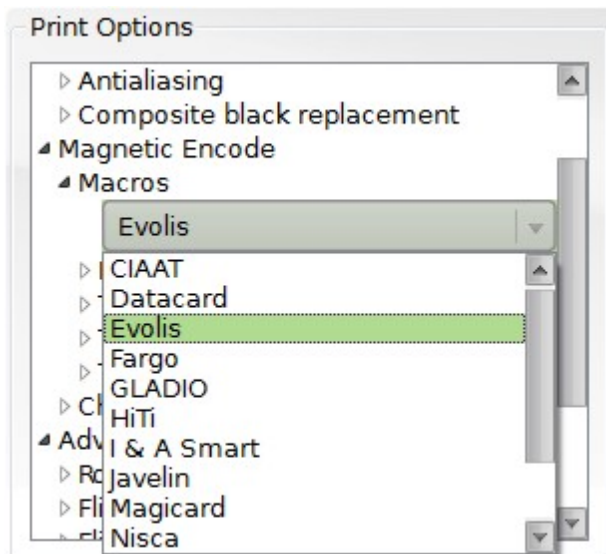 Print Options
Antialiasing
Composite black replacement
Magnetic Encode
Macros
Evolis
CIAAT
Datacard
Evolis
Fargo
GLADIO
HiTi
I & A Smart
Javelin
Magicard
Nisca